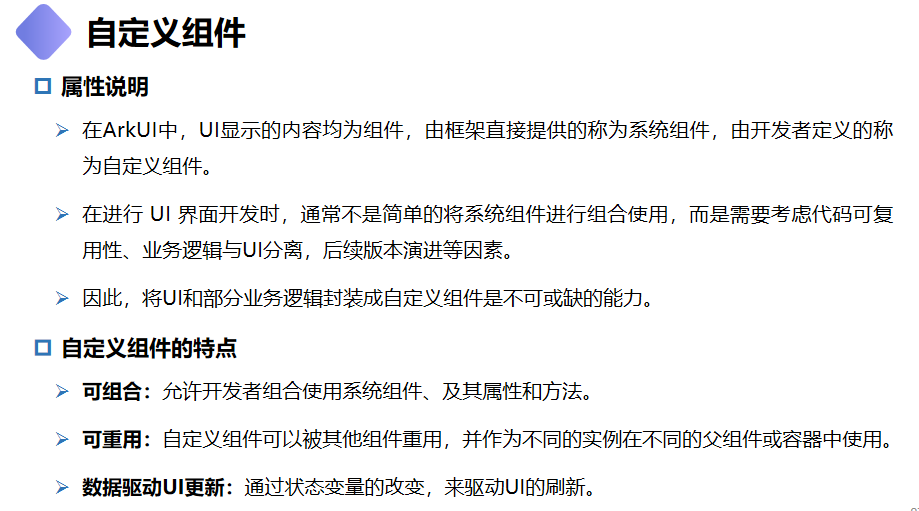 自定义组件
属性说明
在ArkUI中，UI显示的内容均为组件，由框架直接提供的称为系统组件，由开发者定义的称
为自定义组件。
在进行 UI 界面开发时，通常不是简单的将系统组件进行组合使用，而是需要考虑代码可复
用性、业务逻辑与UI分离，后续版本演进等因素。
因此，将UI和部分业务逻辑封装成自定义组件是不可或缺的能力。
自定义组件的特点
可组合：允许开发者组合使用系统组件、及其属性和方法。
可重用：自定义组件可以被其他组件重用，并作为不同的实例在不同的父组件或容器中使用。
数据驱动UI更新：通过状态变量的改变，来驱动UI的刷新。